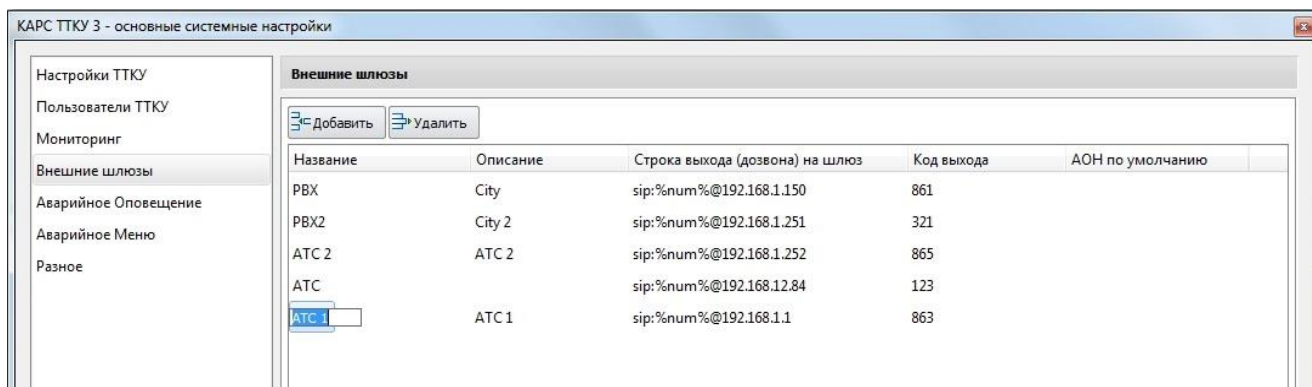 КАРС ТТКУ 3 - основные системные настройки
Настройки ТТКУ
Пользователи ТТКУ
Мониторинг
Внешние шлюзы
Аварийное Оповещение
Аварийное Меню
Разное
Внешние шлюзы
Добавить Удалить
Название Описание Строка выхода (дозвона) на шлюз Код выхода АОН по умолчанию
PBX City sip:%num%@192.168.1.150 861
PBX2 City 2 sip:%num%@192.168.1.251 321
АТС 2 АТС 2 sip:%num%@192.168.1.252 865
АТС sip:%num%@192.168.12.84 123
АТС 1 АТС 1 sip:%num%@192.168.1.1 863